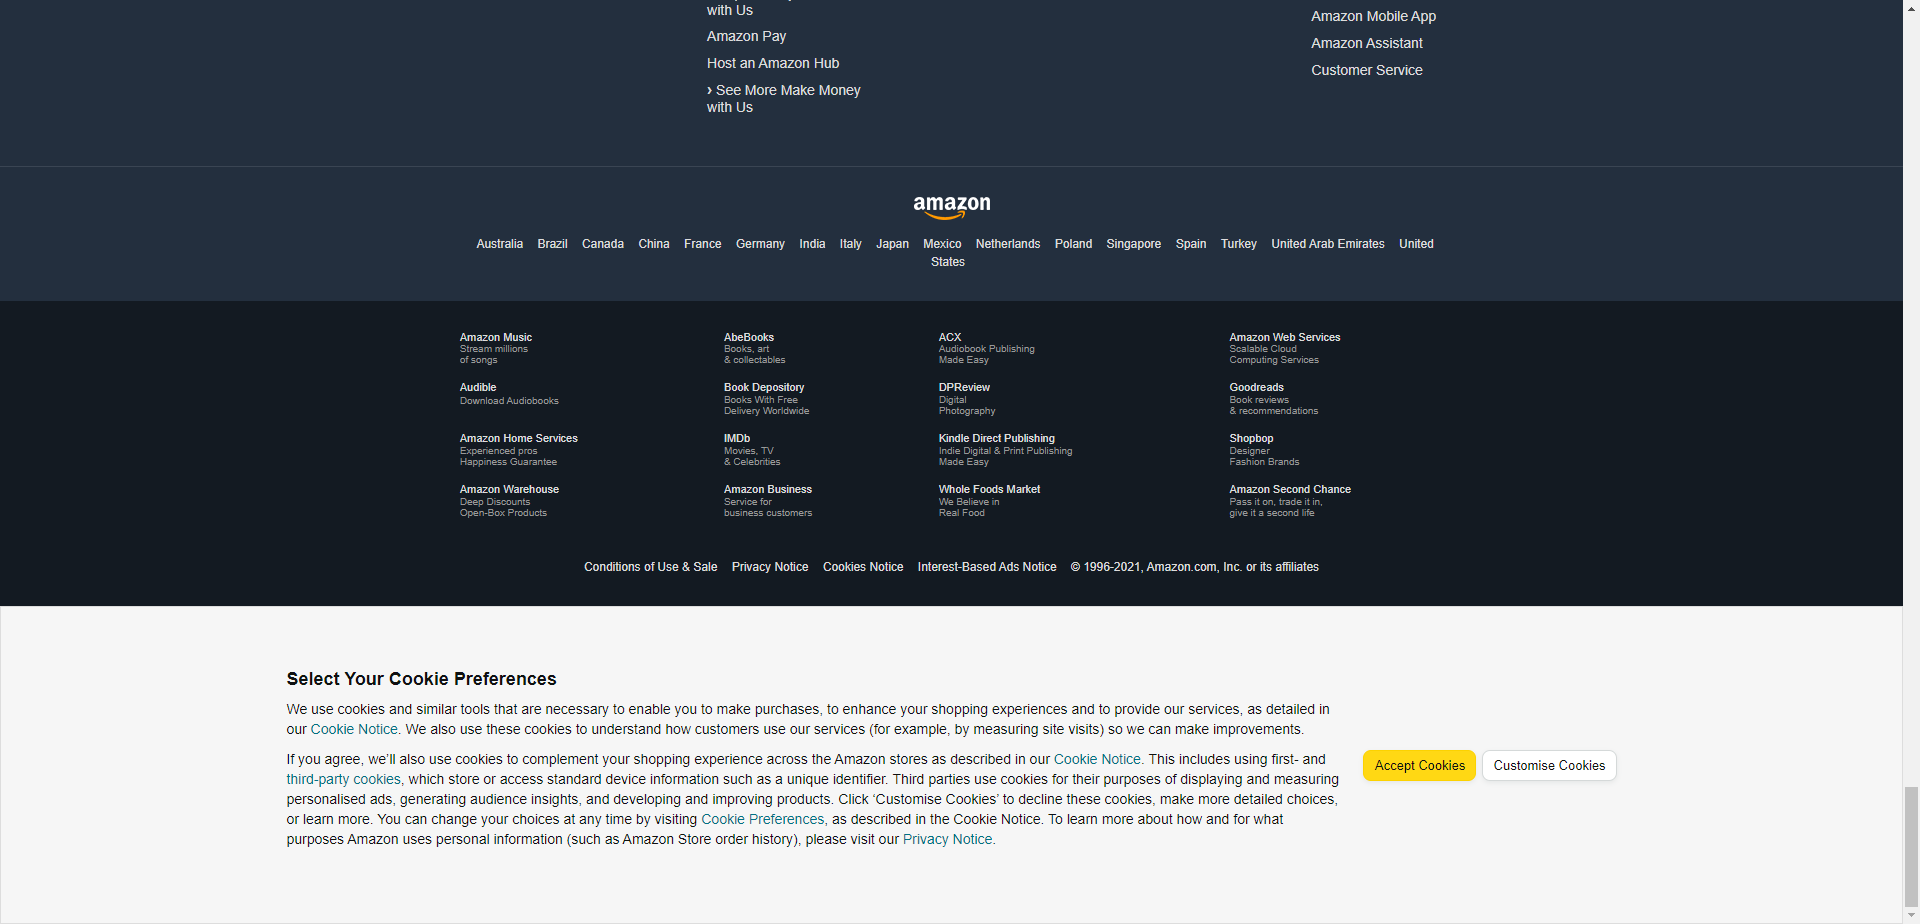 with Us
Amazon Pay
Host an Amazon Hub
› See More Make Money
with Us
Amazon Mobile App
Amazon Assistant
Customer Service
amazon
Australia Brazil Canada China France Germany India Italy Japan Mexico Netherlands Poland Singapore Spain Turkey United Arab Emirates United
States
Amazon Music
Stream millions
of songs
AbeBooks
Books, art
& collectables
ACX
Audiobook Publishing
Made Easy
Amazon Web Services
Scalable Cloud
Computing Services
Audible
Download Audiobooks
Book Depository
Books With Free
Delivery Worldwide
DPReview
Digital
Photography
Goodreads
Book reviews
& recommendations
Amazon Home Services
Experienced pros
Happiness Guarantee
IMDb
Movies, TV
& Celebrities
Kindle Direct Publishing
Indie Digital & Print Publishing
Made Easy
Shopbop
Designer
Fashion Brands
Amazon Warehouse
Deep Discounts
Open-Box Products
Amazon Business
Service for
business customers
Whole Foods Market
We Believe in
Real Food
Amazon Second Chance
Pass it on, trade it in,
give it a second life
Conditions of Use & Sale Privacy Notice Cookies Notice Interest-Based Ads Notice © 1996-2021, Amazon.com, Inc. or its affiliates
Select Your Cookie Preferences
We use cookies and similar tools that are necessary to enable you to make purchases, to enhance your shopping experiences and to provide our services, as detailed in
our Cookie Notice. We also use these cookies to understand how customers use our services (for example, by measuring site visits) so we can make improvements.
If you agree, we’ll also use cookies to complement your shopping experience across the Amazon stores as described in our Cookie Notice. This includes using first- and
third-party cookies, which store or access standard device information such as a unique identifier. Third parties use cookies for their purposes of displaying and measuring
personalised ads, generating audience insights, and developing and improving products. Click ‘Customise Cookies’ to decline these cookies, make more detailed choices,
or learn more. You can change your choices at any time by visiting Cookie Preferences, as described in the Cookie Notice. To learn more about how and for what
purposes Amazon uses personal information (such as Amazon Store order history), please visit our Privacy Notice.
Accept Cookies
Customise Cookies